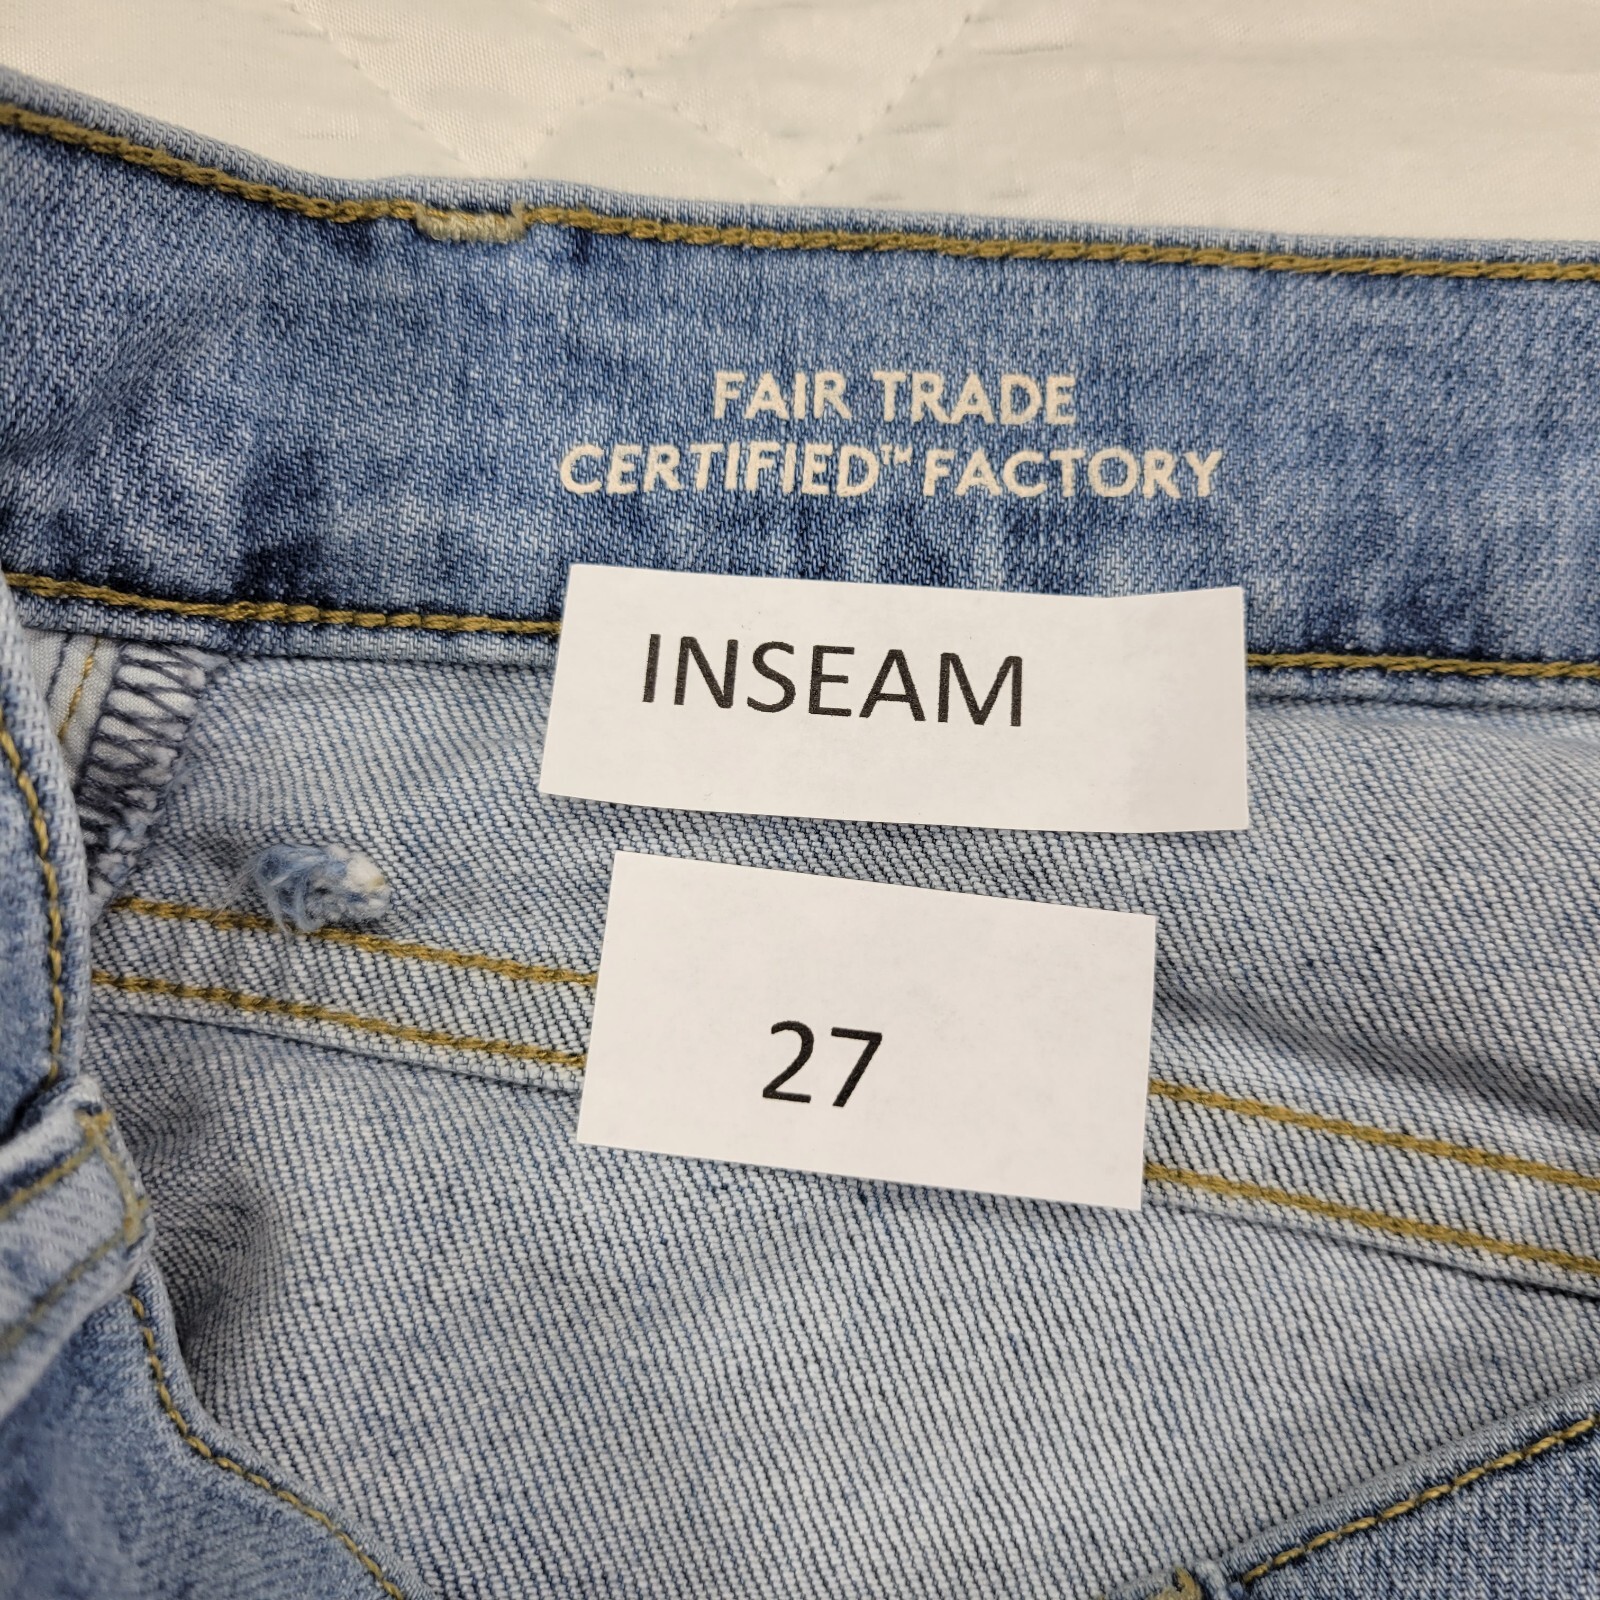 FAIR TRADE
CERTIFIED™ FACTORY
INSEAM
27